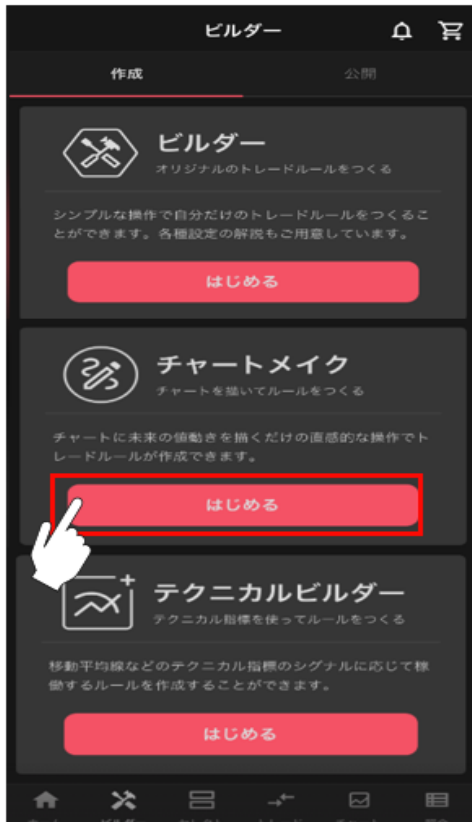 ビルダー
作成
公開
ビルダー
オリジナルのトレードルールをつくる
シンプルな操作で自分だけのトレードルールをつくるこ
とができます。各種設定の解説もご用意しています。
はじめる
チャートメイク
チャートを描いてルールをつくる
チャートに未来の値動きを描くだけの直感的な操作でト
レードルールが作成できます。
はじめる
テクニカルビルダー
テクニカル指標を使ってルールをつくる
移動平均線などのテクニカル指標のシグナルに応じて稼
働するルールを作成することができます。
はじめる